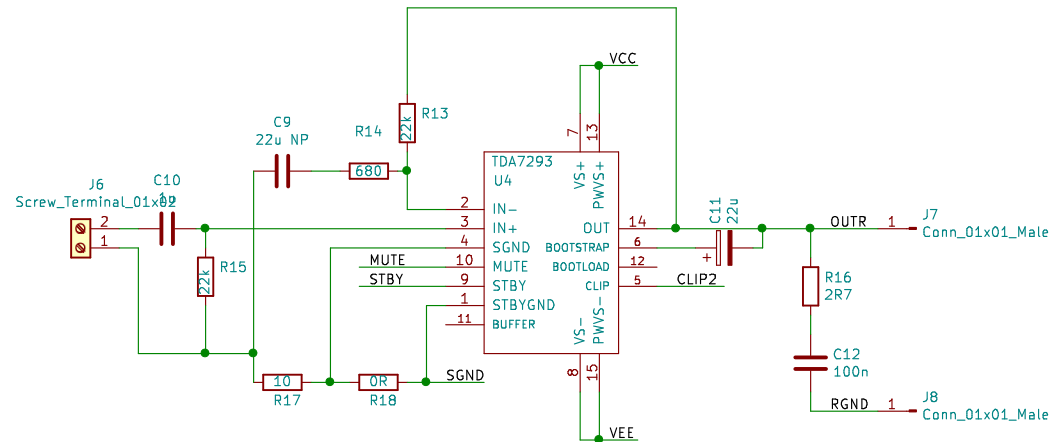 VCC
C9
22u NP
R14
R13
22k
680
7
13
TDA7293
U4
VS+
PWVS+
J6
Screw_Terminal_01x02
C10
1u
2
1
R15
22k
2
IN-
3
IN+
4
SGND
MUTE
10
MUTE
STBY
9
STBY
1
STBYGND
11
BUFFER
OUT
14
BOOTSTRAP
6
BOOTLOAD
12
CLIP
5
CLIP2
C11
22u
+
OUTR
1
J7
Conn_01x01_Male
R16
2R7
VS-
PWVS-
8
15
C12
100n
10
R17
0R
R18
SGND
RGND
1
J8
Conn_01x01_Male
VEE